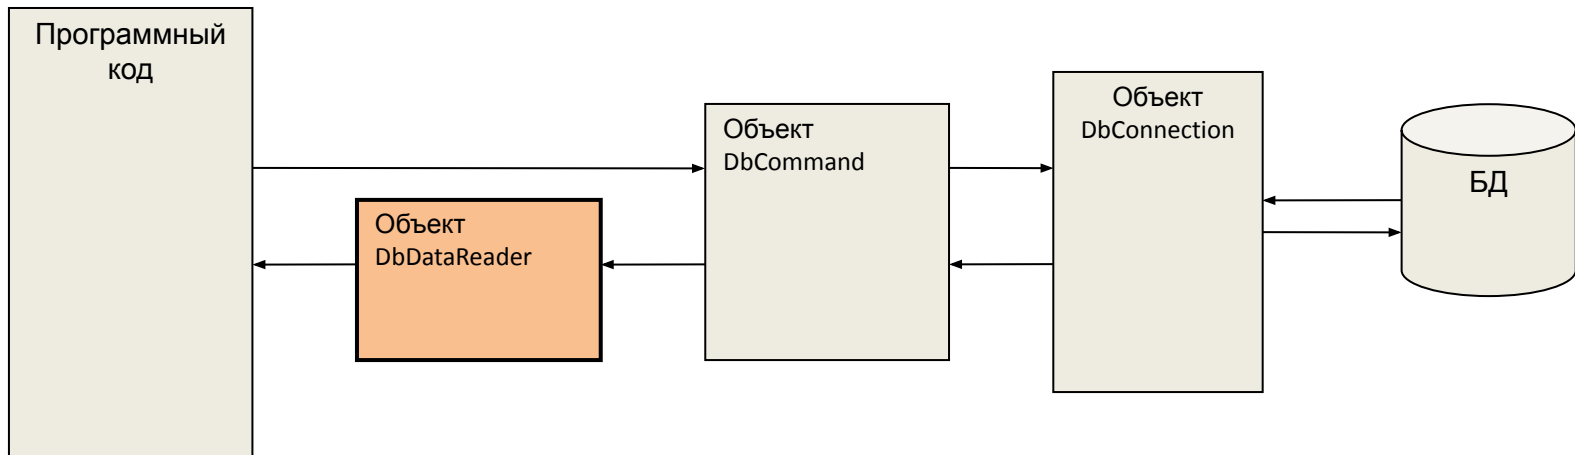 Программный
код
Объект
DbDataReader
Объект
DbCommand
Объект
DbConnection
БД